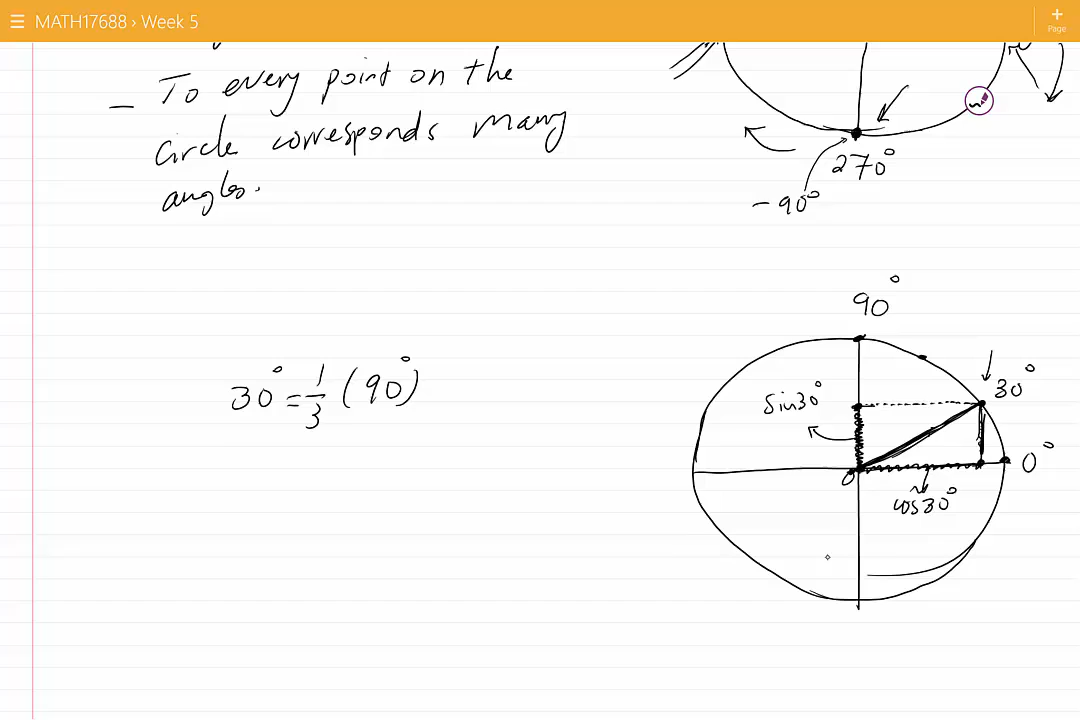 MATH17688 › Week 5
Page
– To every point on the
circle corresponds many
angles.
270°
–90°
90°
30° = 1/3 (90°)
sin30°
30°
0°
0
cos30°